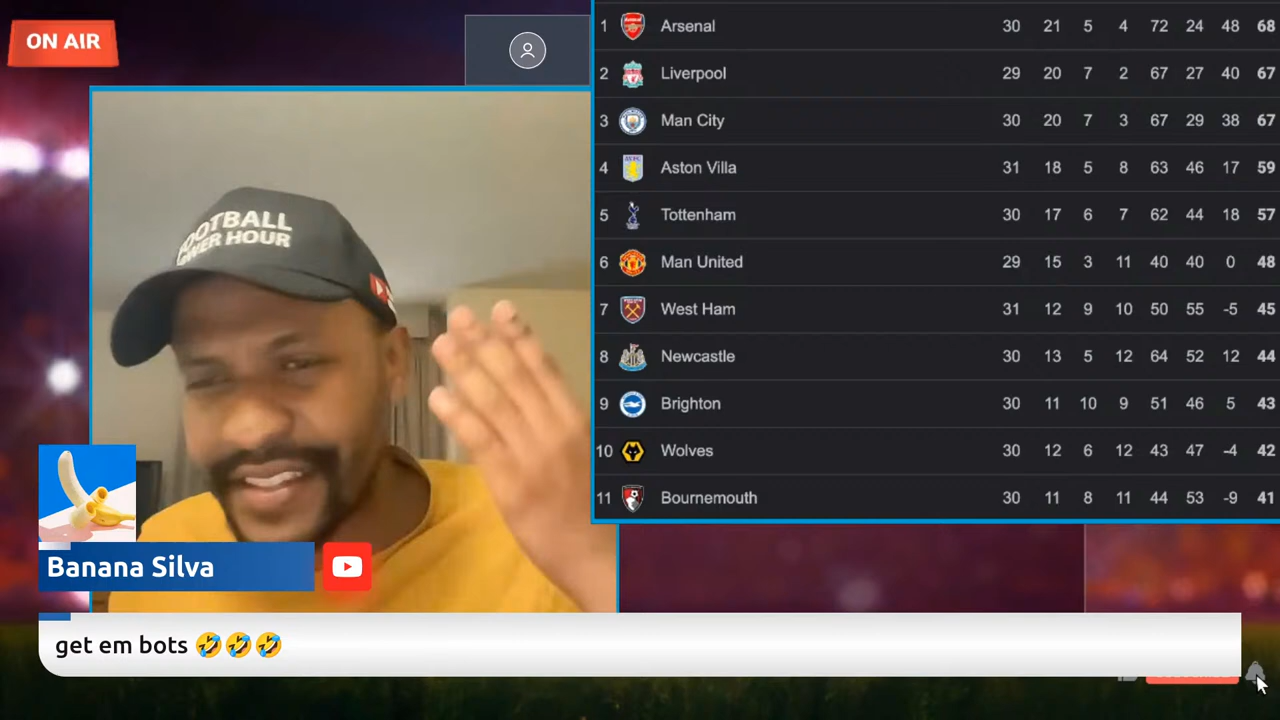 ON AIR
1 Arsenal 30 21 5 4 72 24 48 68
2 Liverpool 29 20 7 2 67 27 40 67
3 Man City 30 20 7 3 67 29 38 67
4 Aston Villa 31 18 5 8 63 46 17 59
5 Tottenham 30 17 6 7 62 44 18 57
6 Man United 29 15 3 11 40 40 0 48
7 West Ham 31 12 9 10 50 55 -5 45
8 Newcastle 30 13 5 12 64 52 12 44
9 Brighton 30 11 10 9 51 46 5 43
10 Wolves 30 12 6 12 43 47 -4 42
11 Bournemouth 30 11 8 11 44 53 -9 41
FOOTBALL
HOUR
Banana Silva
get em bots 🤣🤣🤣